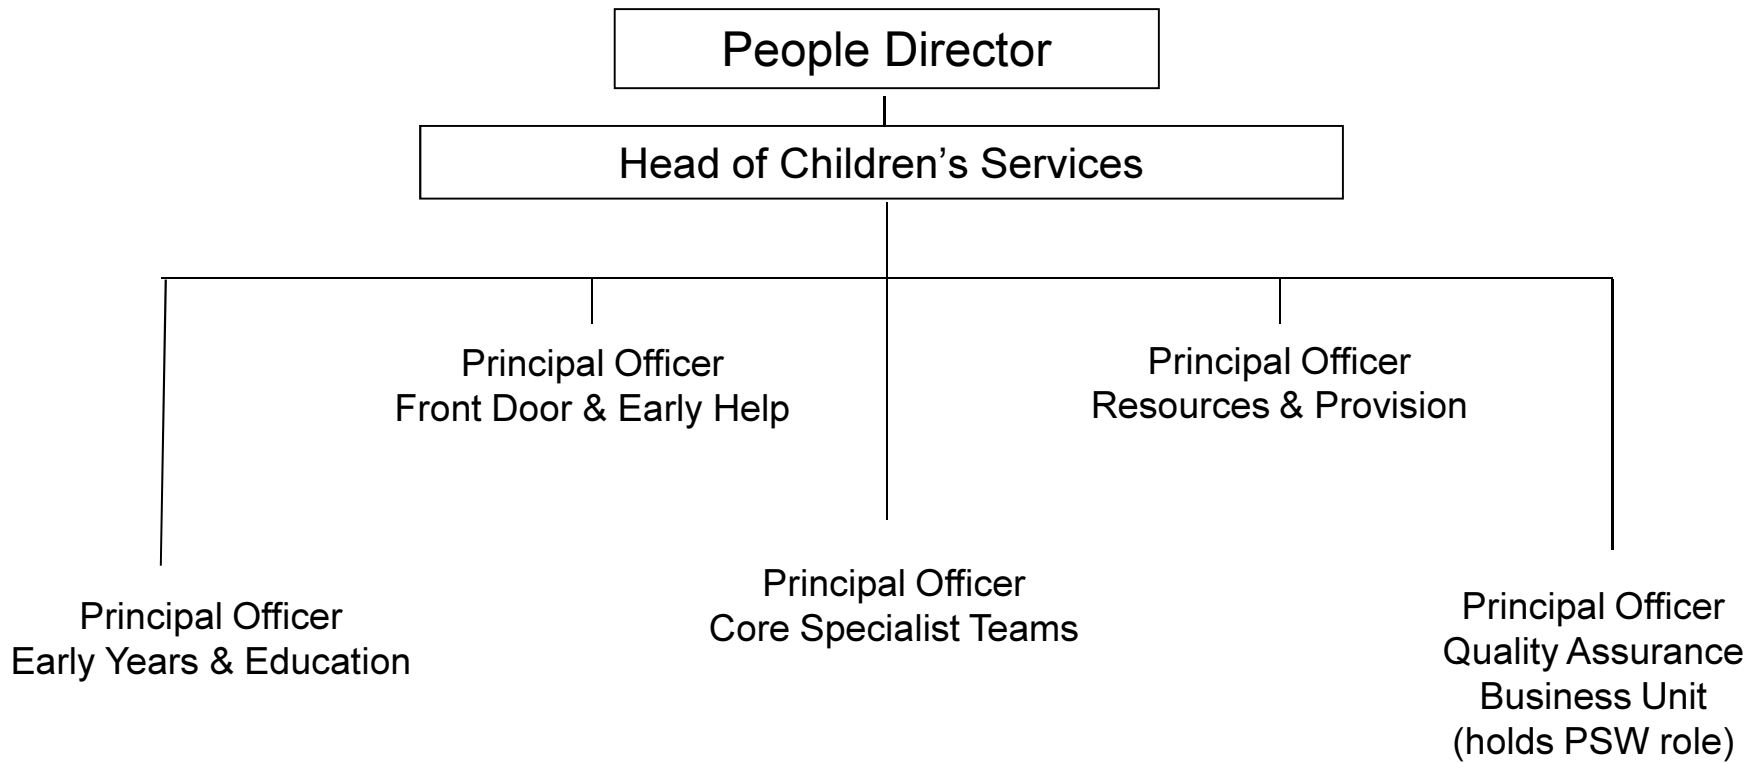 People Director
Head of Children’s Services
Principal Officer
Front Door & Early Help
Principal Officer
Resources & Provision
Principal Officer
Early Years & Education
Principal Officer
Core Specialist Teams
Principal Officer
Quality Assurance
Business Unit
(holds PSW role)